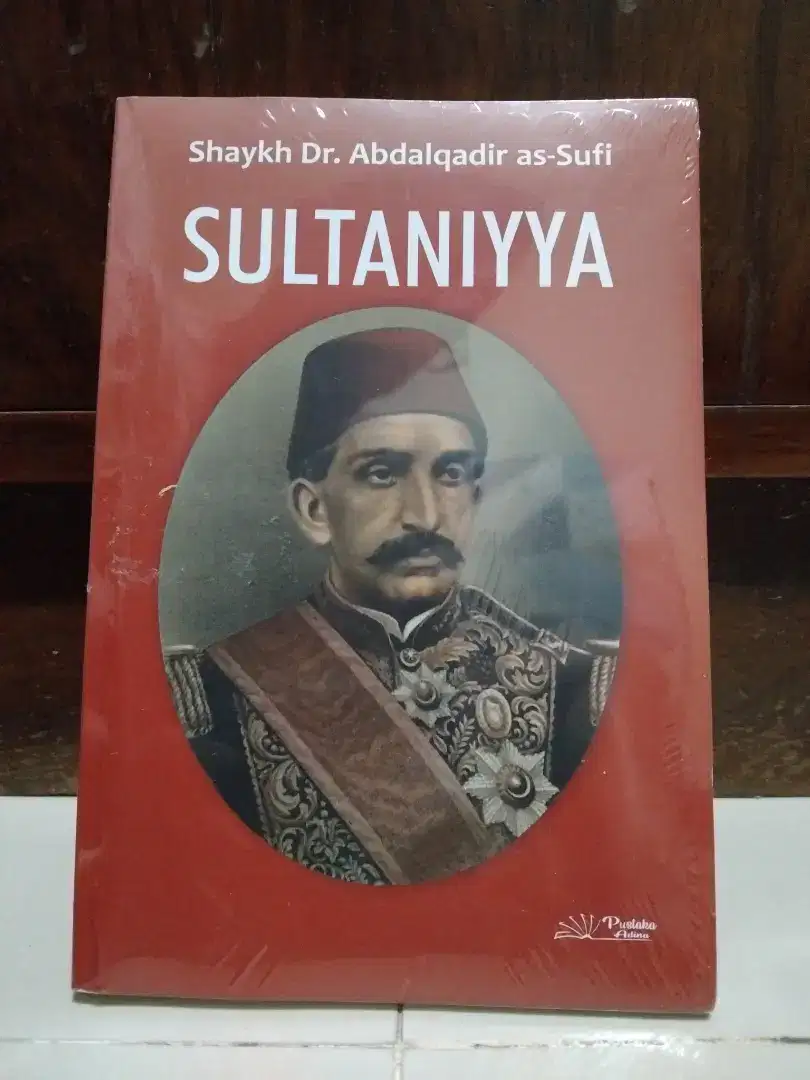 Shaykh Dr. Abdalqadir as-Sufi
SULTANIYYA
Pustaka
Adina